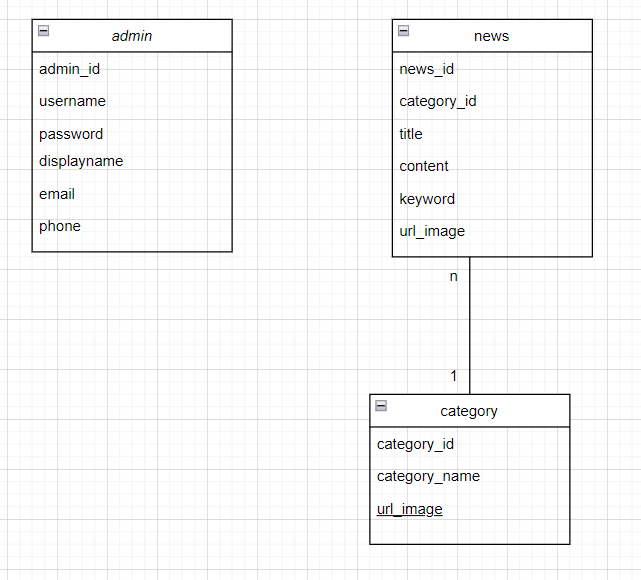 admin
admin_id
username
password
displayname
email
phone
news
news_id
category_id
title
content
keyword
url_image
n
1
category
category_id
category_name
url_image